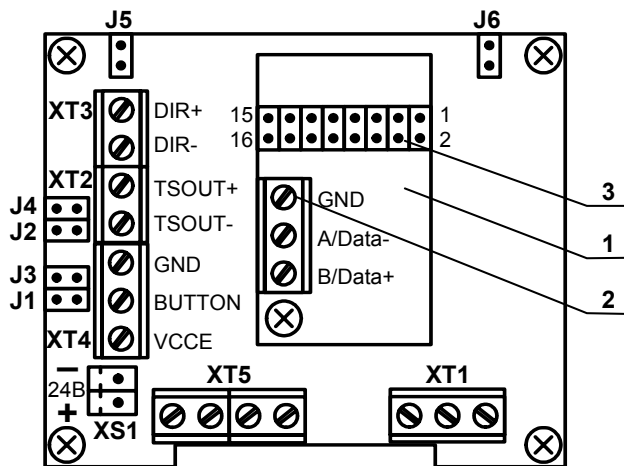 J5
J6
XT3
DIR+
DIR-
15
1
16
2
XT2
TSOUT+
TSOUT-
J4
J2
GND
A/Data-
B/Data+
3
1
2
J3
J1
GND
BUTTON
VCCE
XT4
−
24В
+
XS1
XT5
XT1